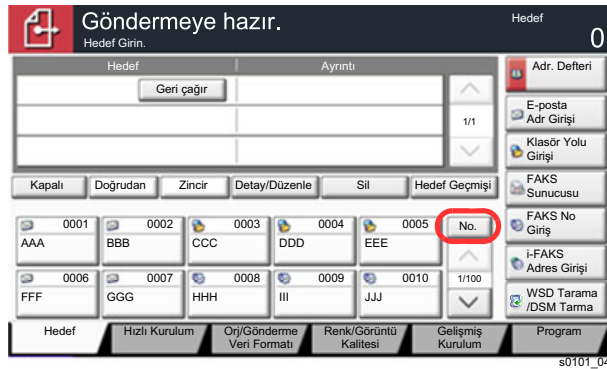 Göndermeye hazır.
Hedef Girin.
Hedef
0
Hedef Ayrıntı
Geri çağır
1/1
Adr. Defteri
E-posta
Adr Girişi
Klasör Yolu
Girişi
FAKS
Sunucusu
FAKS No
Giriş
i-FAKS
Adres Girişi
WSD Tarama
/DSM Tarma
Kapalı Doğrudan Zincir Detay/Düzenle Sil Hedef Geçmişi
0001 0002 0003 0004 0005 No.
AAA BBB CCC DDD EEE
0006 0007 0008 0009 0010 1/100
FFF GGG HHH III JJJ
Hedef Hızlı Kurulum Orj/Gönderme
Veri Formatı Renk/Görüntü
Kalitesi Gelişmiş
Kurulum Program
s0101_04